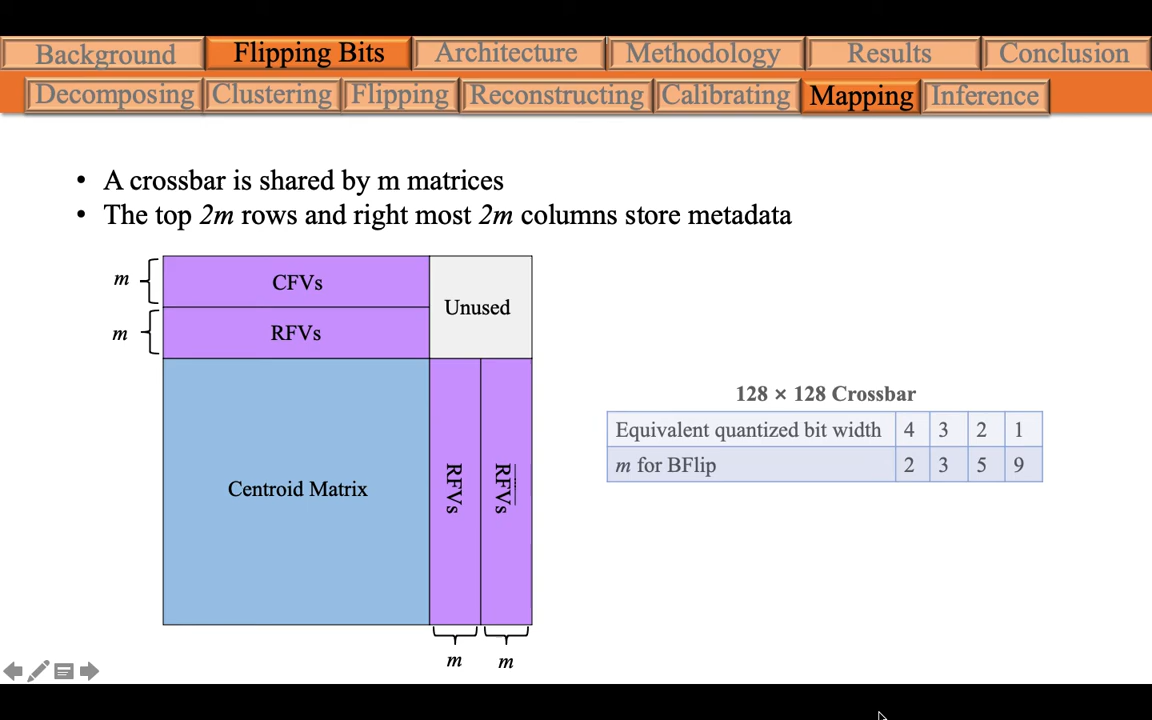 Background Flipping Bits Architecture Methodology Results Conclusion
Decomposing Clustering Flipping Reconstructing Calibrating Mapping Inference
• A crossbar is shared by m matrices
• The top 2m rows and right most 2m columns store metadata
m
CFVs
Unused
m
RFVs
Centroid Matrix
RFVs
R̅F̅V̅s̅
m
m
128 × 128 Crossbar
Equivalent quantized bit width 4 3 2 1
m for BFlip 2 3 5 9